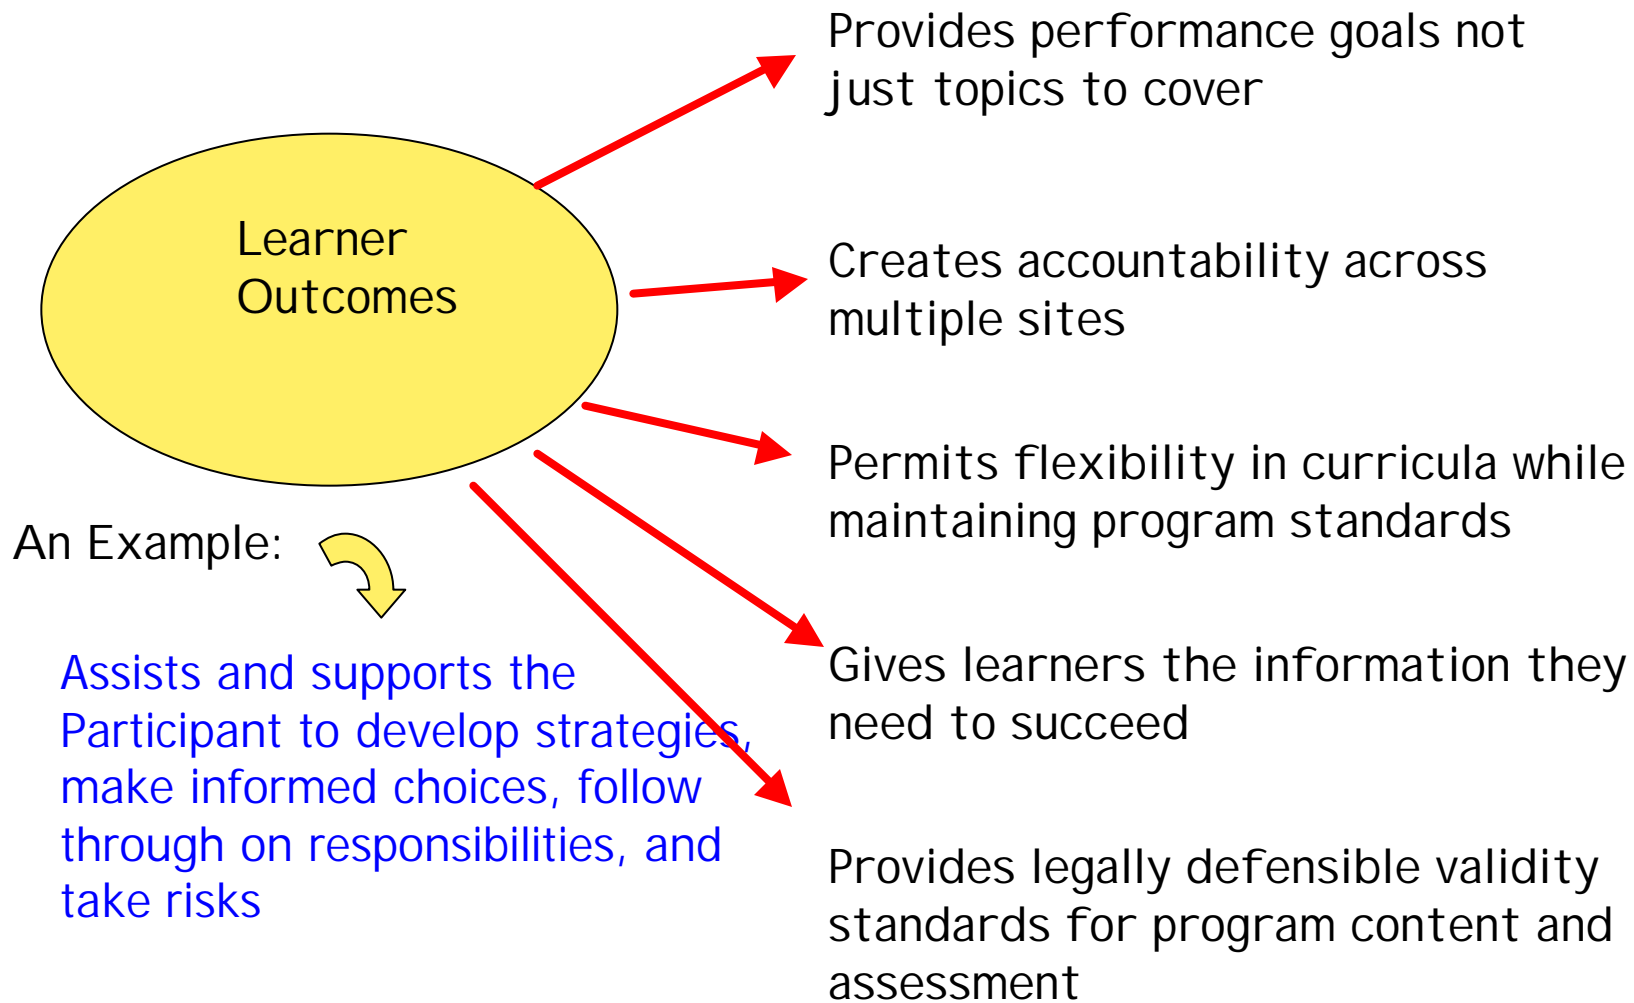 Learner
Outcomes
An Example:
Assists and supports the
Participant to develop strategies,
make informed choices, follow
through on responsibilities, and
take risks
Provides performance goals not
just topics to cover
Creates accountability across
multiple sites
Permits flexibility in curricula while
maintaining program standards
Gives learners the information they
need to succeed
Provides legally defensible validity
standards for program content and
assessment